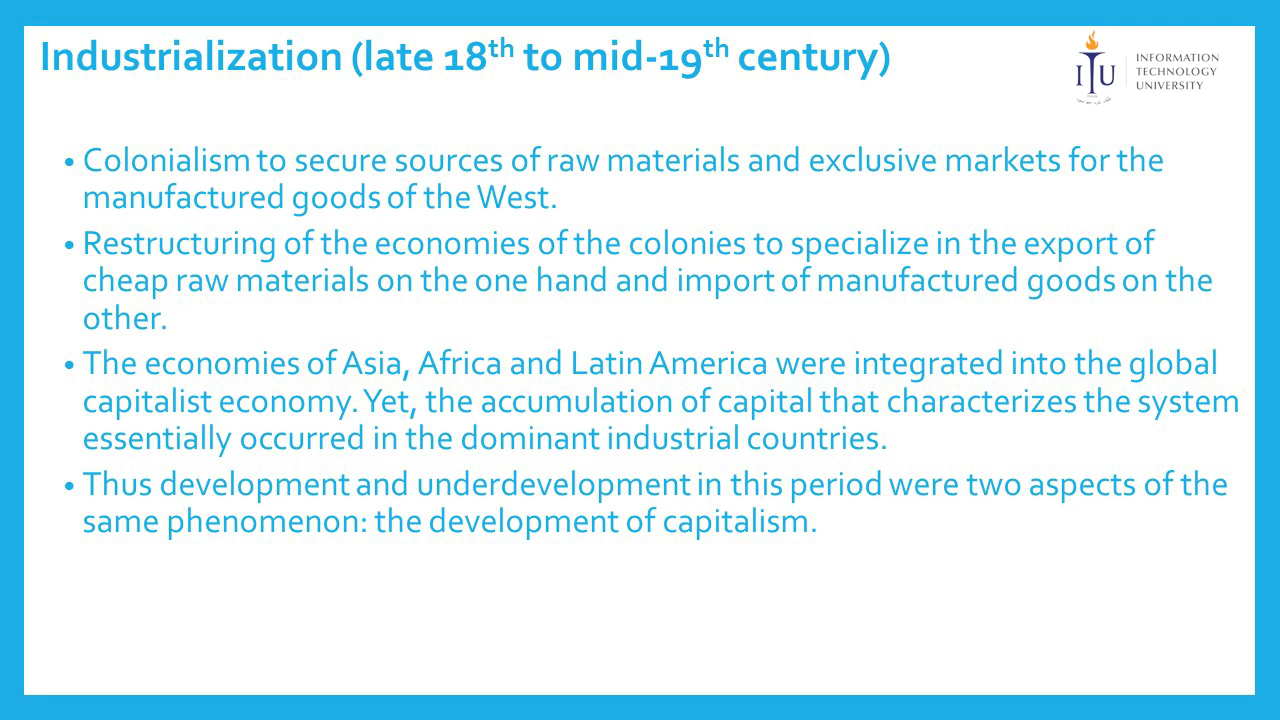 Industrialization (late 18th to mid-19th century)
ITU
INFORMATION
TECHNOLOGY
UNIVERSITY
• Colonialism to secure sources of raw materials and exclusive markets for the
manufactured goods of the West.
• Restructuring of the economies of the colonies to specialize in the export of
cheap raw materials on the one hand and import of manufactured goods on the
other.
• The economies of Asia, Africa and Latin America were integrated into the global
capitalist economy. Yet, the accumulation of capital that characterizes the system
essentially occurred in the dominant industrial countries.
• Thus development and underdevelopment in this period were two aspects of the
same phenomenon: the development of capitalism.